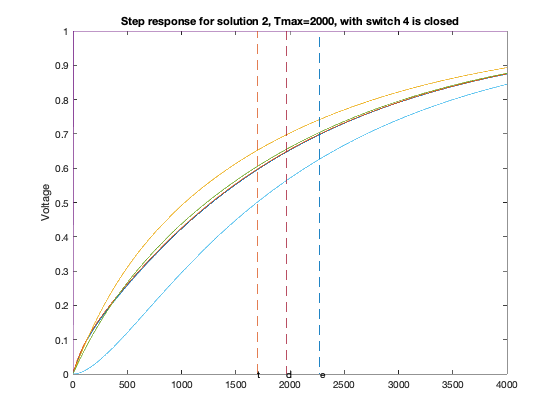 Step response for solution 2, Tmax=2000, with switch 4 is closed
1
0.9
0.8
0.7
0.6
0.5
0.4
0.3
0.2
0.1
0
Voltage
t
d
e
0 500 1000 1500 2000 2500 3000 3500 4000